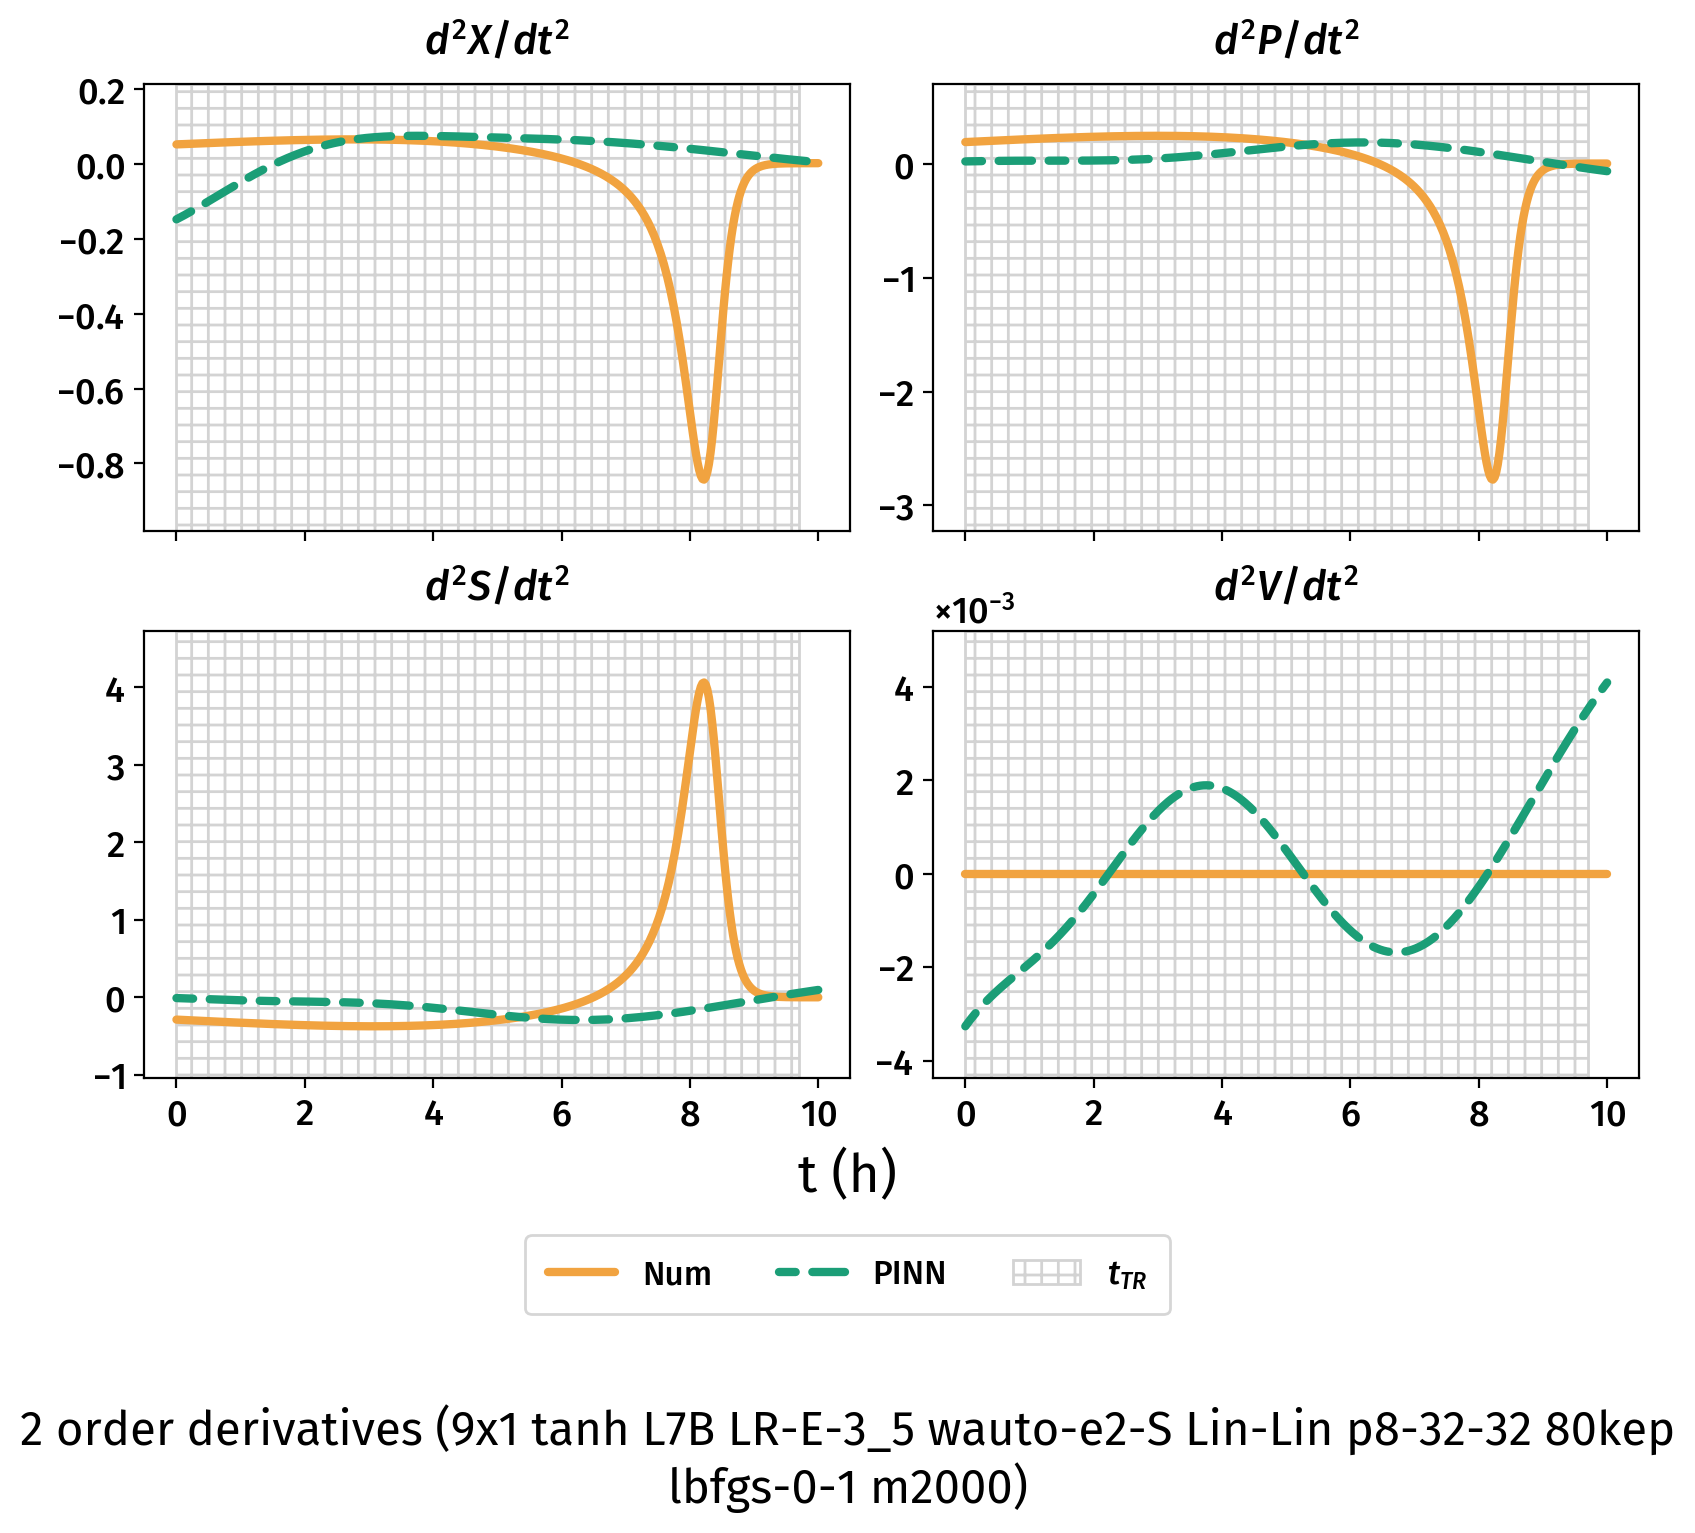 d²X/dt²
d²P/dt²
0.2
0.0
−0.2
−0.4
−0.6
−0.8
0
−1
−2
−3
d²S/dt²
d²V/dt²
×10⁻³
4
3
2
1
0
−1
4
2
0
−2
−4
0 2 4 6 8 10
0 2 4 6 8 10
t (h)
Num PINN t_TR
2 order derivatives (9x1 tanh L7B LR-E-3_5 wauto-e2-S Lin-Lin p8-32-32 80kep
lbfgs-0-1 m2000)